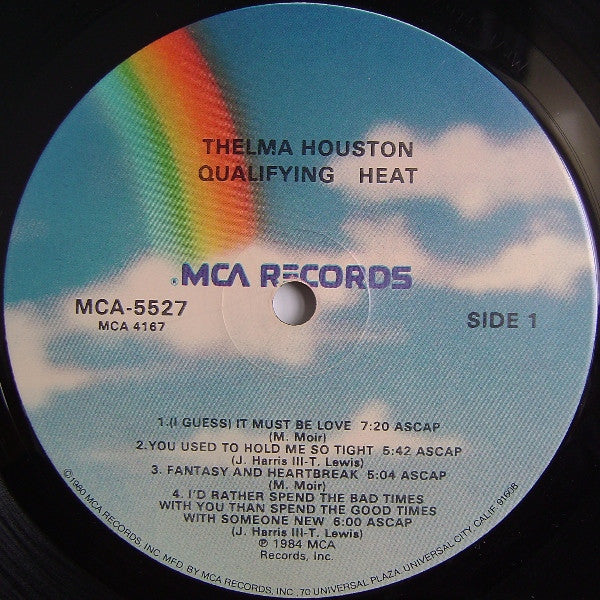 THELMA HOUSTON
QUALIFYING HEAT
® MCA RECORDS
MCA-5527
MCA 4167
SIDE 1
1.(I GUESS) IT MUST BE LOVE 7:20 ASCAP
(M. Moir)
2.YOU USED TO HOLD ME SO TIGHT 5:42 ASCAP
(J. Harris III-T. Lewis)
3. FANTASY AND HEARTBREAK 5:04 ASCAP
(M. Moir)
4. I'D RATHER SPEND THE BAD TIMES
WITH YOU THAN SPEND THE GOOD TIMES
WITH SOMEONE NEW 6:00 ASCAP
(J. Harris III-T. Lewis)
℗ 1984 MCA
Records, Inc.
©1980 MCA RECORDS, INC. MFD BY MCA RECORDS, INC., 70 UNIVERSAL PLAZA, UNIVERSAL CITY, CALIF. 91608